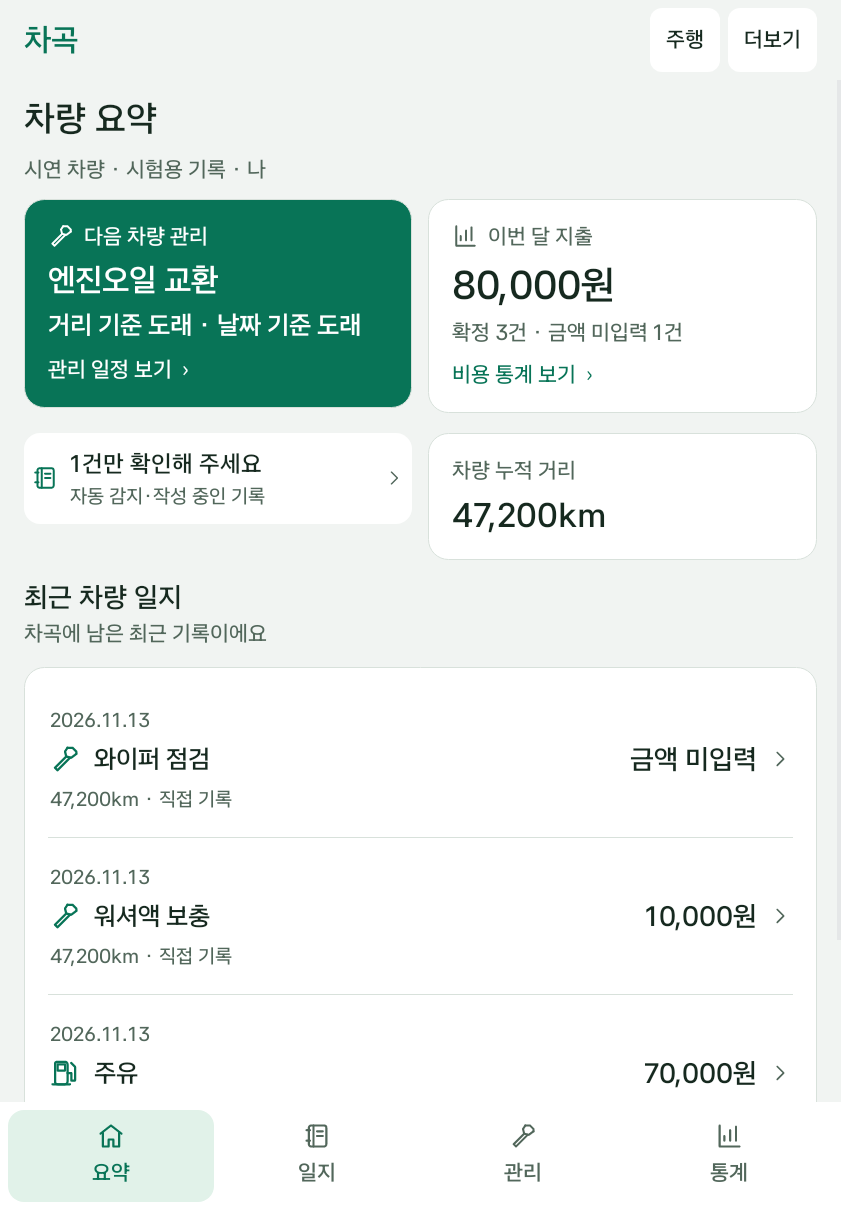 차곡
주행
더보기
차량 요약
시연 차량 · 시험용 기록 · 나
다음 차량 관리
엔진오일 교환
거리 기준 도래 · 날짜 기준 도래
관리 일정 보기 ›
이번 달 지출
80,000원
확정 3건 · 금액 미입력 1건
비용 통계 보기 ›
1건만 확인해 주세요
자동 감지·작성 중인 기록
차량 누적 거리
47,200km
최근 차량 일지
차곡에 남은 최근 기록이에요
2026.11.13
와이퍼 점검
금액 미입력
47,200km · 직접 기록
2026.11.13
워셔액 보충
10,000원
47,200km · 직접 기록
2026.11.13
주유
70,000원
요약
일지
관리
통계